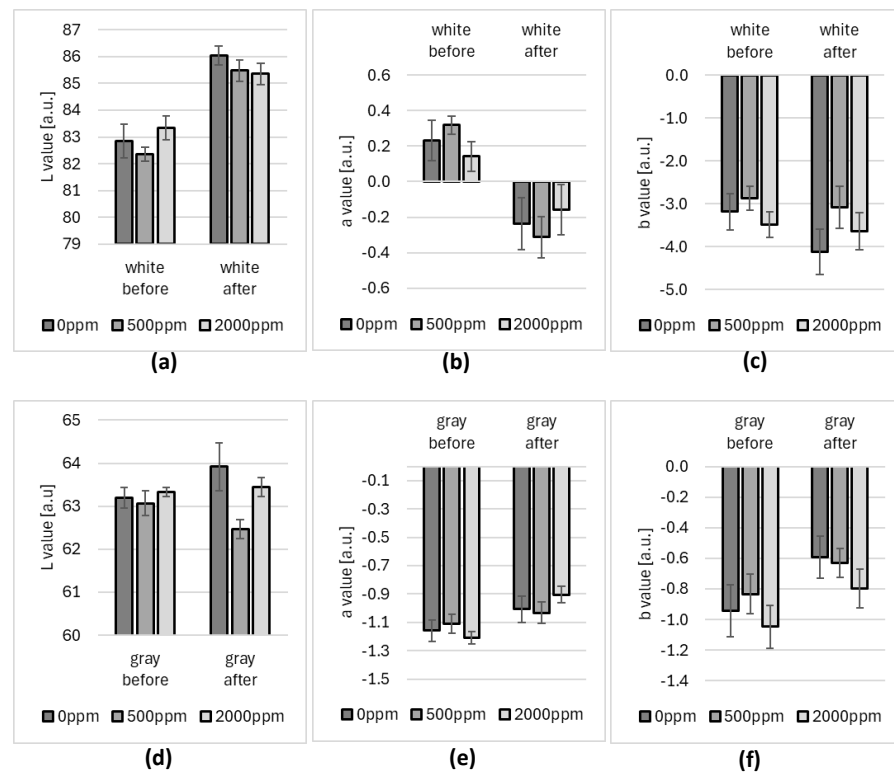 L value [a.u.]
87
86
85
84
83
82
81
80
79
white
before
white
after
0ppm 500ppm 2000ppm
(a)
white
before
white
after
a value [a.u.]
0.6
0.4
0.2
0.0
-0.2
-0.4
-0.6
0ppm 500ppm 2000ppm
(b)
white
before
white
after
b value [a.u.]
0.0
-1.0
-2.0
-3.0
-4.0
-5.0
0ppm 500ppm 2000ppm
(c)
L value [a.u]
65
64
63
62
61
60
gray
before
gray
after
0ppm 500ppm 2000ppm
(d)
gray
before
gray
after
a value [a.u.]
-0.1
-0.3
-0.5
-0.7
-0.9
-1.1
-1.3
-1.5
0ppm 500ppm 2000ppm
(e)
gray
before
gray
after
b value [a.u.]
0.0
-0.2
-0.4
-0.6
-0.8
-1.0
-1.2
-1.4
0ppm 500ppm 2000ppm
(f)